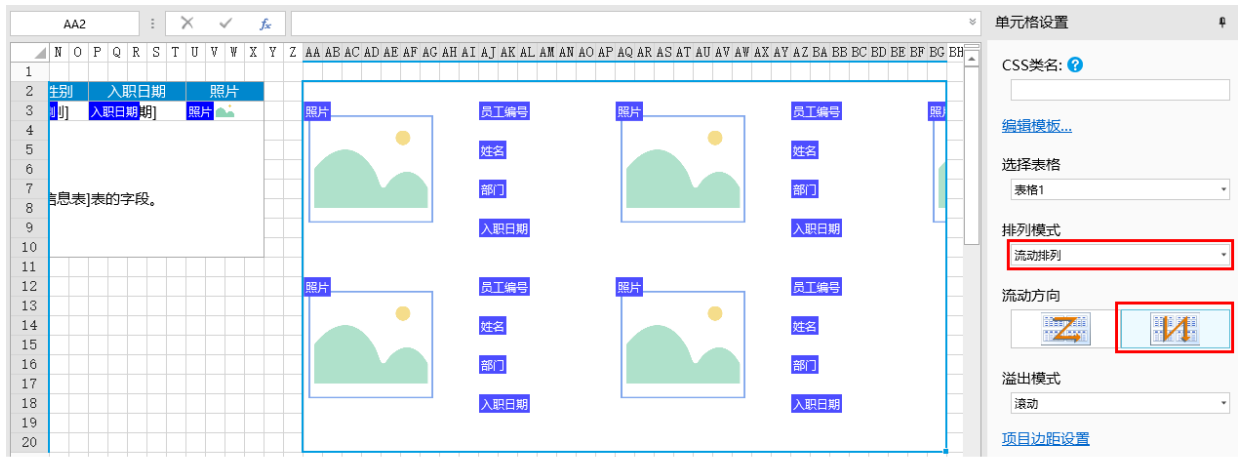 AA2
fx
单元格设置
N O P Q R S T U V W X Y Z AA AB AC AD AE AF AG AH AI AJ AK AL AM AN AO AP AQ AR AS AT AU AV AW AX AY AZ BA BB BC BD BE BF BG BH
CSS类名: ?
1
2 性别 入职日期 照片
3 别] 入职日期 期] 照片 照片 员工编号 照片 员工编号 照片
4
编辑模板...
5 姓名 姓名
6
选择表格
7 部门 部门
表格1
8 信息表]表的字段。
9 入职日期 入职日期
排列模式
10
流动排列
11
12 照片 员工编号 照片 员工编号
流动方向
13
14 姓名 姓名
15
16 部门 部门
17
溢出模式
18 入职日期 入职日期
滚动
19
20
项目边距设置